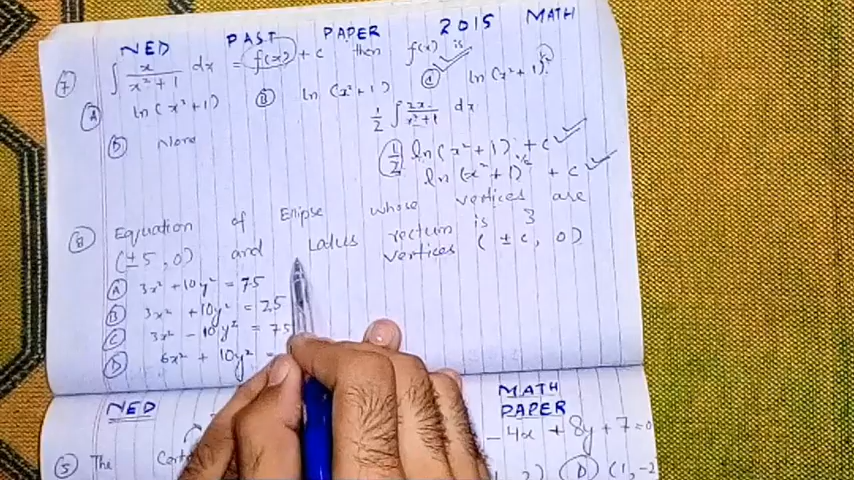 NED PAST PAPER 2015 MATH
7 ∫ x/(x²+1) dx = f(x) + c then f(x) is
A ln(x²+1) B ln(x²+1) C ln(x²+1)^1/2
D None
1/2 ∫ 2x/(x²+1) dx
1/2 ln(x²+1) + c
ln(x²+1)^1/2 + c
8 Equation of Ellipse whose vertices are
(±5, 0) and Latus rectum is 3
vertices (±c, 0)
A 3x² + 10y² = 75
B 3x² + 10y² = 25
C 3x² - 10y² = 75
D 6x² + 10y² =
NED MATH
PAPER
5 The - 4x + 8y + 7 = 0
D (1, -2